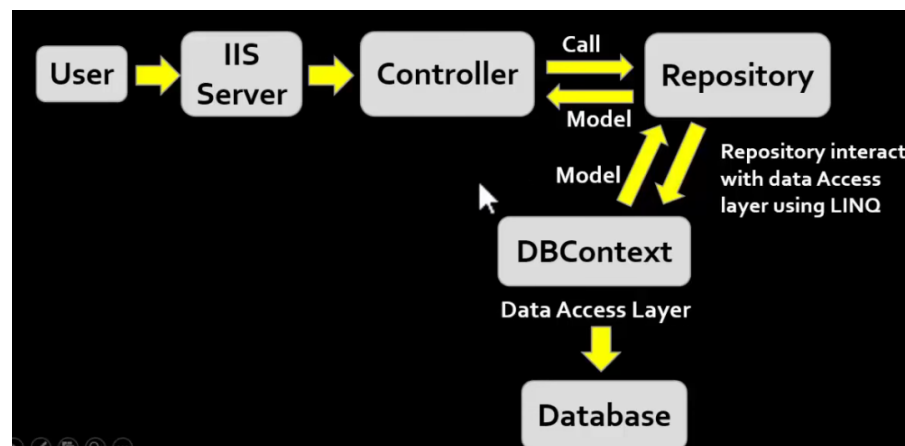 User
IIS
Server
Controller
Call
Model
Repository
Model
Repository interact
with data Access
layer using LINQ
DBContext
Data Access Layer
Database